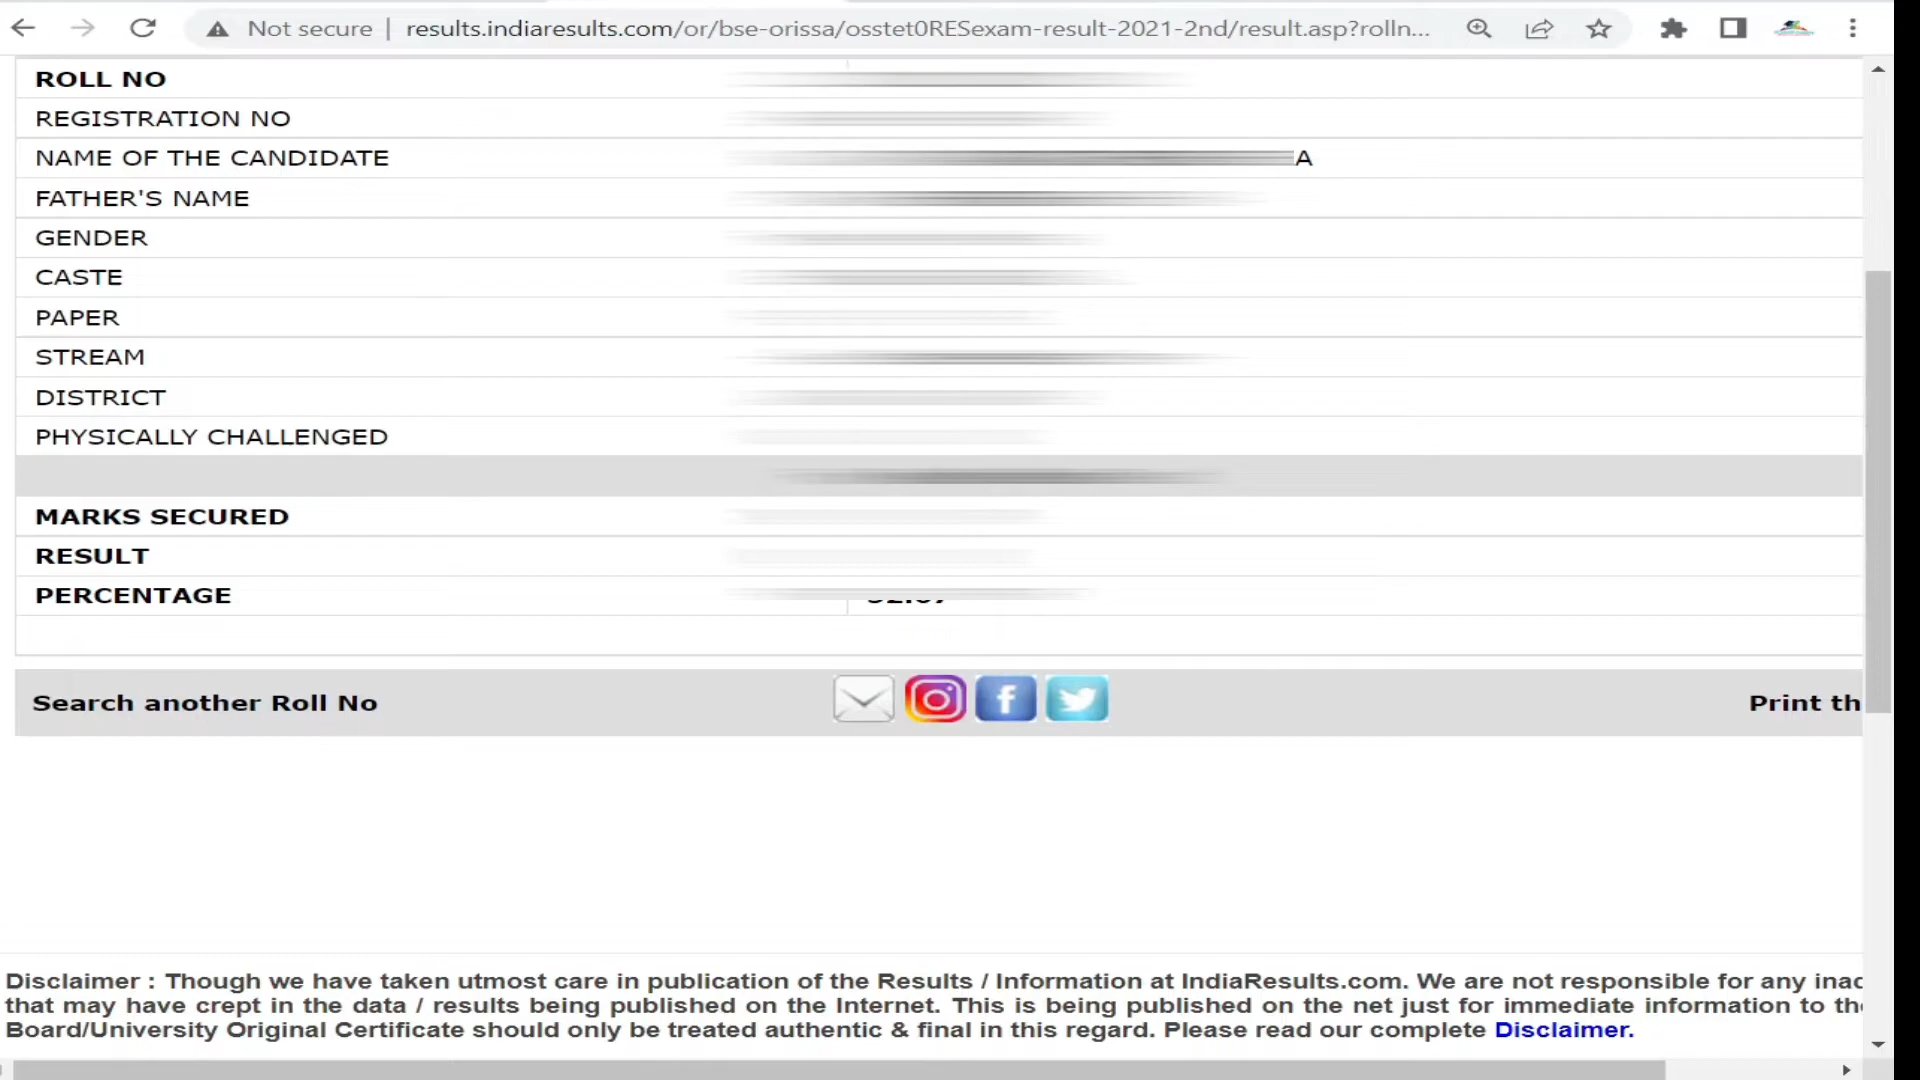 Not secure | results.indiaresults.com/or/bse-orissa/osstet0RESexam-result-2021-2nd/result.asp?rolln...
ROLL NO
REGISTRATION NO
NAME OF THE CANDIDATE A
FATHER'S NAME
GENDER
CASTE
PAPER
STREAM
DISTRICT
PHYSICALLY CHALLENGED
MARKS SECURED
RESULT
PERCENTAGE
Search another Roll No f Print th
Disclaimer : Though we have taken utmost care in publication of the Results / Information at IndiaResults.com. We are not responsible for any inac
that may have crept in the data / results being published on the Internet. This is being published on the net just for immediate information to the
Board/University Original Certificate should only be treated authentic & final in this regard. Please read our complete Disclaimer.